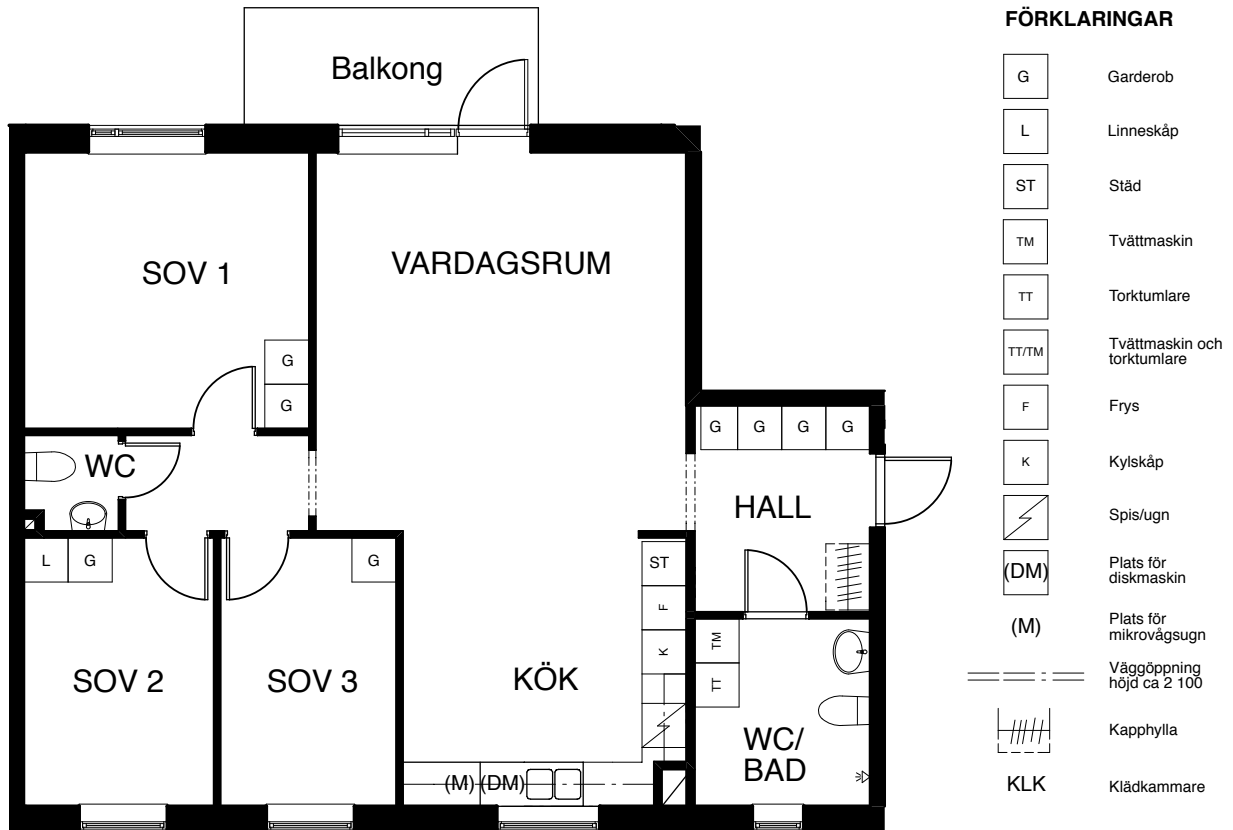 Balkong
SOV 1
VARDAGSRUM
G
G
G
G
G
G
WC
HALL
L
G
G
ST
F
K
TM
TT
SOV 2
SOV 3
KÖK
WC/
BAD
(M)
(DM)
FÖRKLARINGAR
G Garderob
L Linneskåp
ST Städ
TM Tvättmaskin
TT Torktumlare
TT/TM Tvättmaskin och
torktumlare
F Frys
K Kylskåp
Spis/ugn
(DM) Plats för
diskmaskin
(M) Plats för
mikrovågsugn
Väggöppning
höjd ca 2 100
Kapphylla
KLK Klädkammare